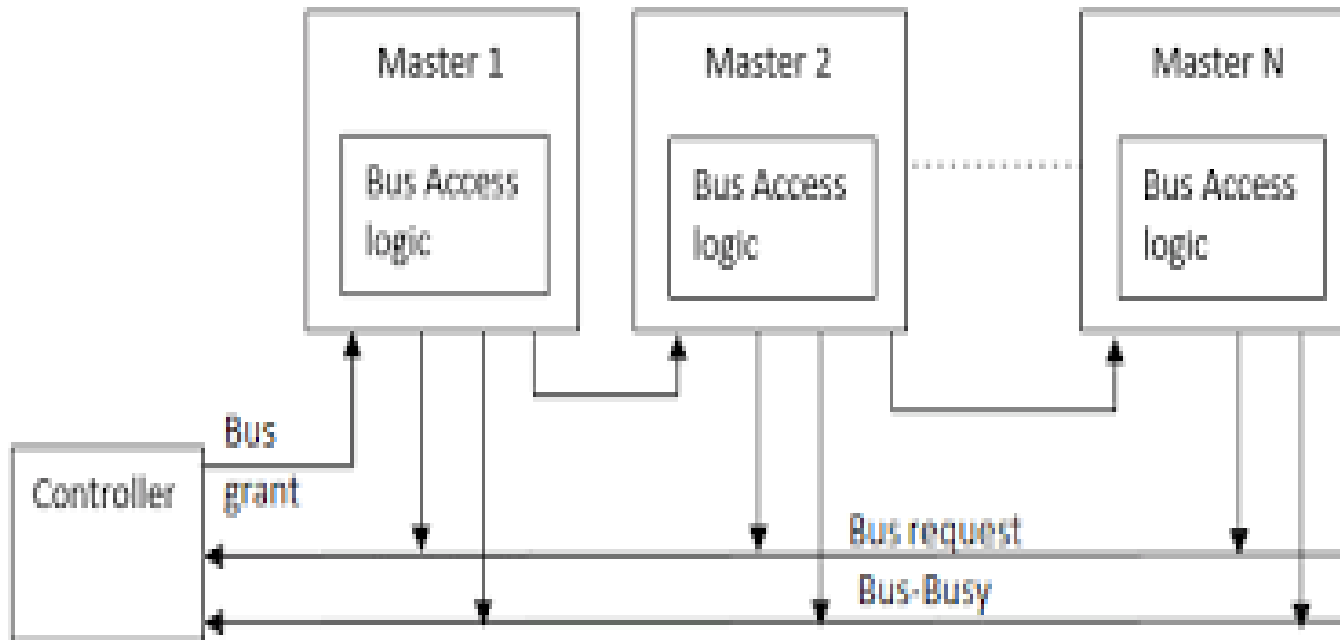 Master 1
Bus Access
logic
Master 2
Bus Access
logic
Master N
Bus Access
logic
Bus
grant
Controller
Bus request
Bus-Busy